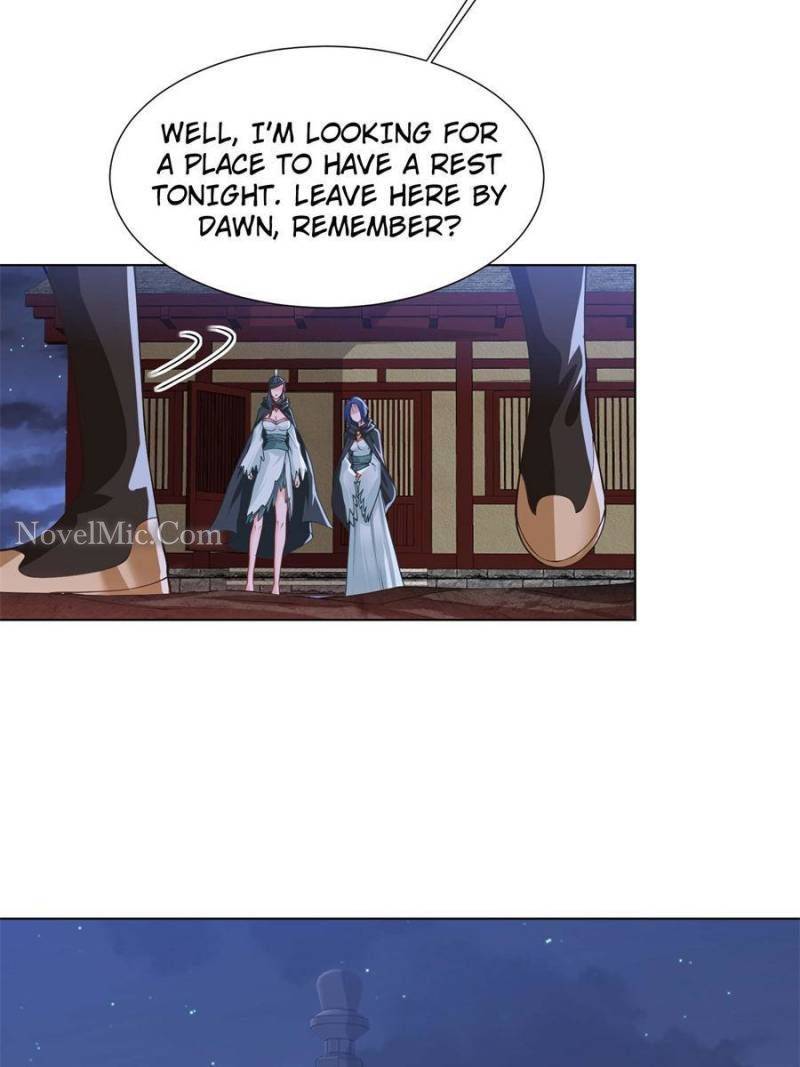 WELL, I'M LOOKING FOR
A PLACE TO HAVE A REST
TONIGHT. LEAVE HERE BY
DAWN, REMEMBER?
NovelMic.Com